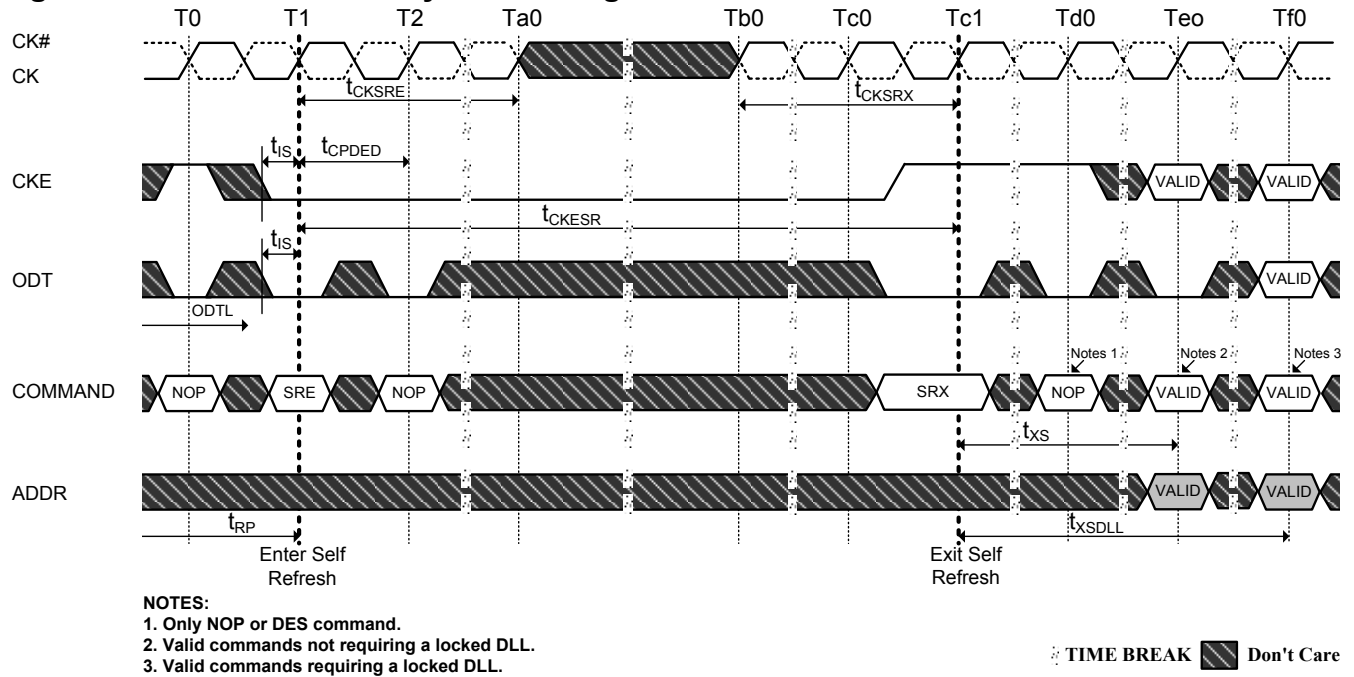 T0 T1 T2 Ta0 Tb0 Tc0 Tc1 Td0 Teo Tf0
CK#
CK
tCKSRE tCKSRX
tIS tCPDED
CKE VALID VALID
tCKESR
tIS
ODT VALID
ODTL
Notes 1 Notes 2 Notes 3
COMMAND NOP SRE NOP SRX NOP VALID VALID
tXS
ADDR VALID VALID
tRP tXSDLL
Enter Self Refresh
Exit Self Refresh
NOTES:
1. Only NOP or DES command.
2. Valid commands not requiring a locked DLL.
3. Valid commands requiring a locked DLL.
TIME BREAK Don't Care